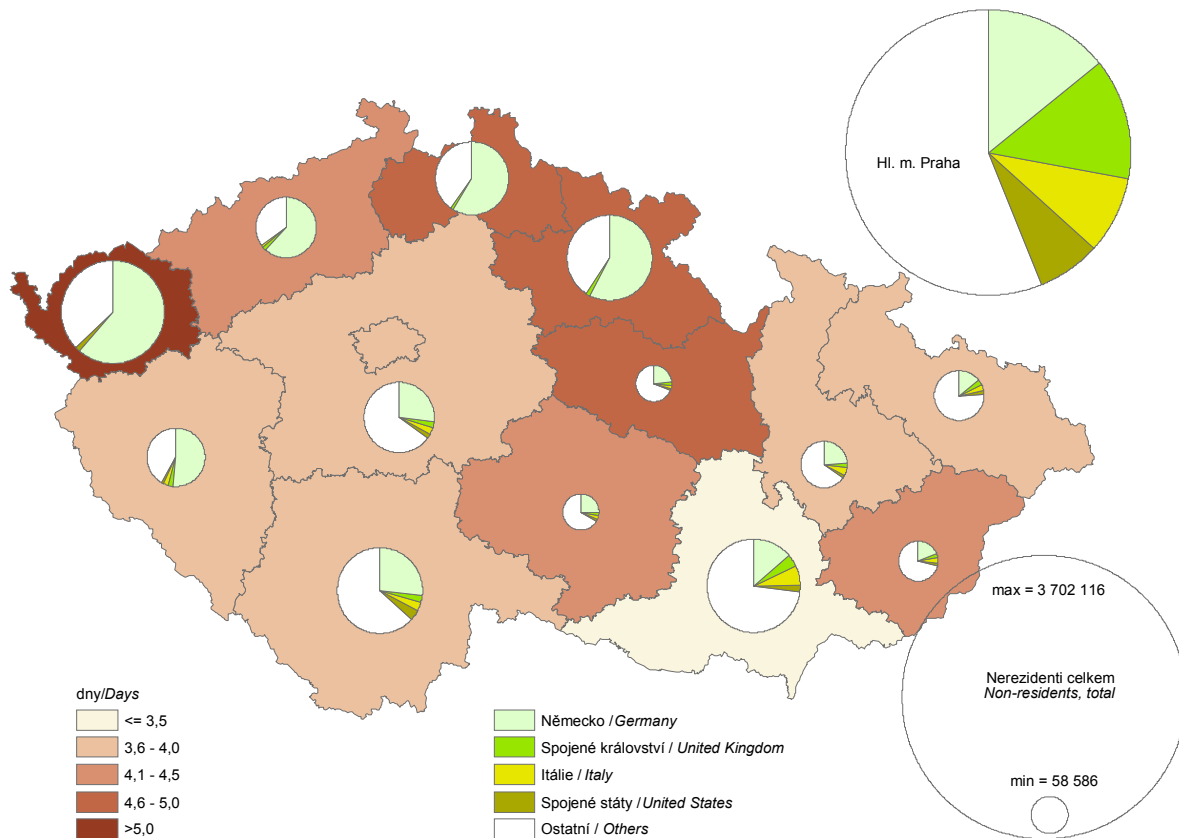 Hl. m. Praha
max = 3 702 116
Nerezidenti celkem
Non-residents, total
min = 58 586
dny/Days
<= 3,5
3,6 - 4,0
4,1 - 4,5
4,6 - 5,0
>5,0
Německo / Germany
Spojené království / United Kingdom
Itálie / Italy
Spojené státy / United States
Ostatní / Others